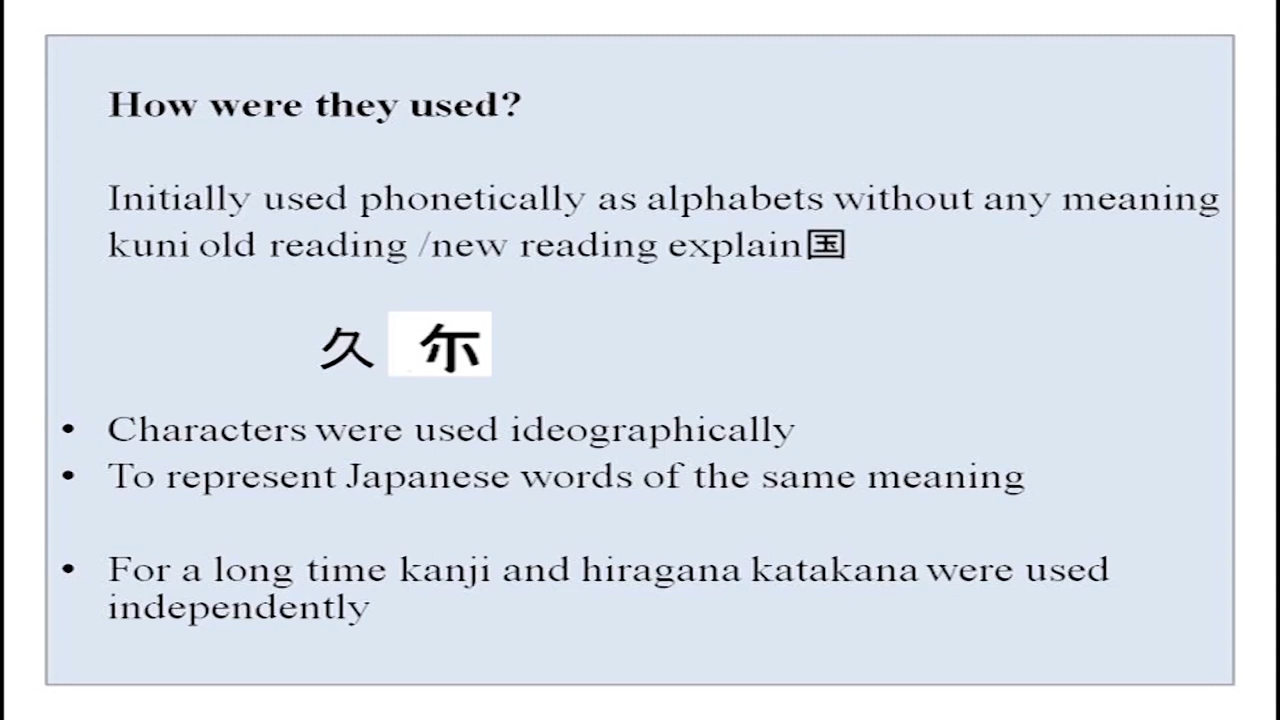 How were they used?
Initially used phonetically as alphabets without any meaning
kuni old reading /new reading explain国
久 尓
• Characters were used ideographically
• To represent Japanese words of the same meaning
• For a long time kanji and hiragana katakana were used
independently